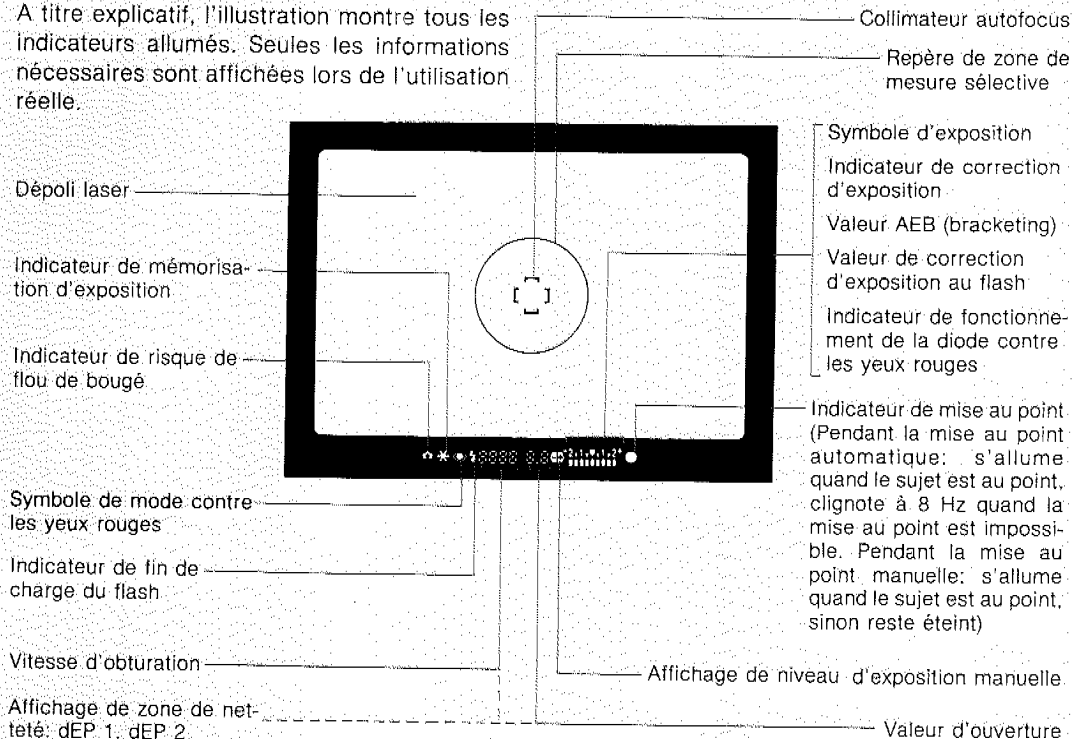 A titre explicatif, l'illustration montre tous les
indicateurs allumés. Seules les informations
nécessaires sont affichées lors de l'utilisation
réelle.
Collimateur autofocus
Repère de zone de
mesure sélective
Symbole d'exposition
Indicateur de correction
d'exposition
Valeur AEB (bracketing)
Valeur de correction
d'exposition au flash
Indicateur de fonctionne-
ment de la diode contre
les yeux rouges
Dépoli laser
Indicateur de mémorisa-
tion d'exposition
Indicateur de risque de
flou de bougé
Indicateur de mise au point
(Pendant la mise au point
automatique: s'allume
quand le sujet est au point,
clignote à 8 Hz quand la
mise au point est impossi-
ble. Pendant la mise au
point manuelle: s'allume
quand le sujet est au point,
sinon reste éteint)
8888 88 -2.1.▼.1.2+
Symbole de mode contre
les yeux rouges
Indicateur de fin de
charge du flash
Vitesse d'obturation
Affichage de niveau d'exposition manuelle
Affichage de zone de net-
teté: dEP 1, dEP 2
Valeur d'ouverture